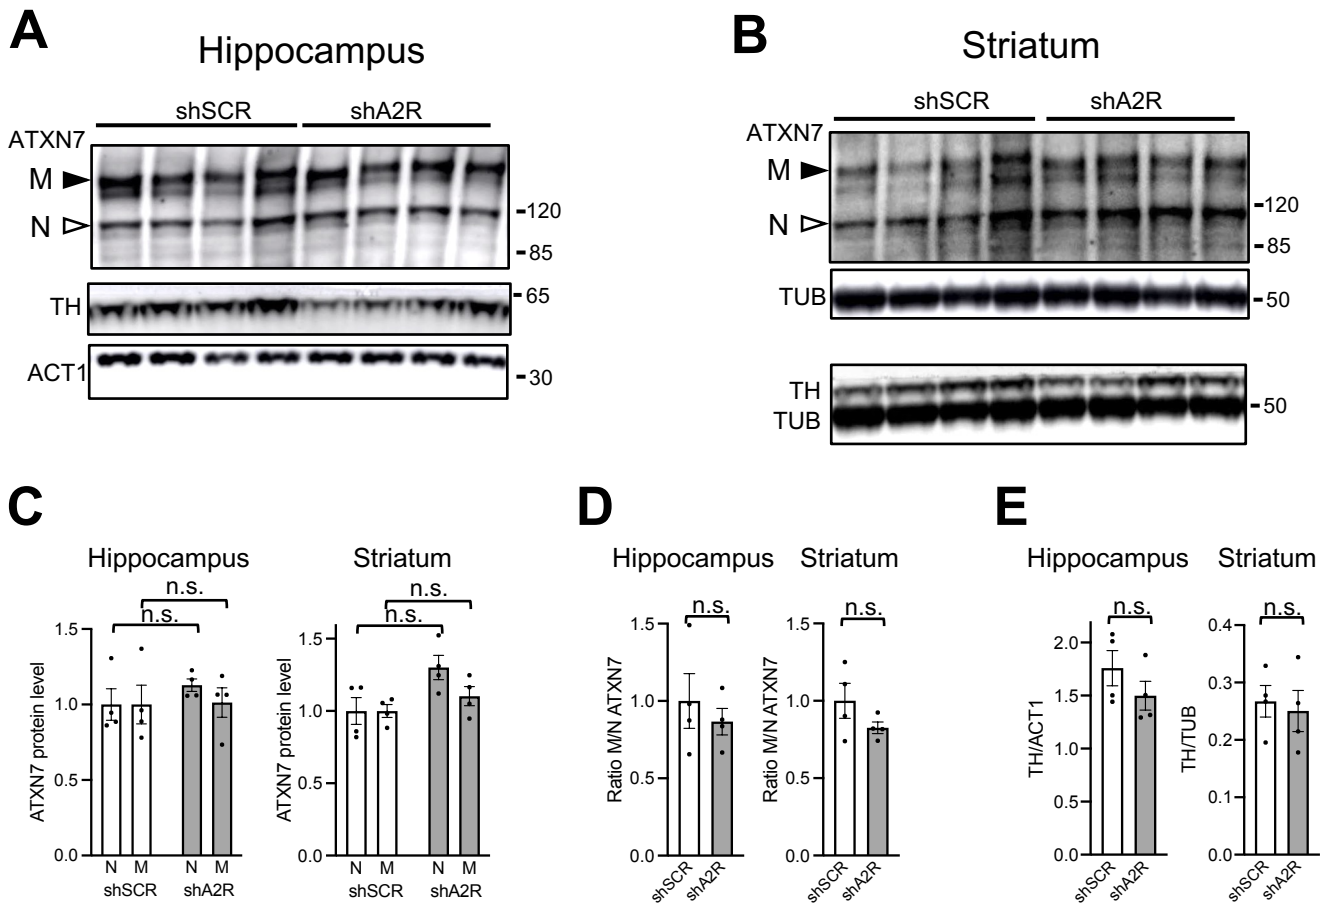 A
Hippocampus
shSCR shA2R
ATXN7
M
N
120
85
TH
65
ACT1
30
B
Striatum
shSCR shA2R
ATXN7
M
N
120
85
TUB
50
TH
TUB
50
C
Hippocampus
n.s.
n.s.
ATXN7 protein level
1.5
1.0
0.5
0.0
N M N M
shSCR shA2R
Striatum
n.s.
n.s.
ATXN7 protein level
1.5
1.0
0.5
0.0
N M N M
shSCR shA2R
D
Hippocampus
n.s.
Ratio M/N ATXN7
1.5
1.0
0.5
0.0
shSCR shA2R
Striatum
n.s.
Ratio M/N ATXN7
1.5
1.0
0.5
0.0
shSCR shA2R
E
Hippocampus
n.s.
TH/ACT1
2.0
1.5
1.0
0.5
0.0
shSCR shA2R
Striatum
n.s.
TH/TUB
0.4
0.3
0.2
0.1
0.0
shSCR shA2R